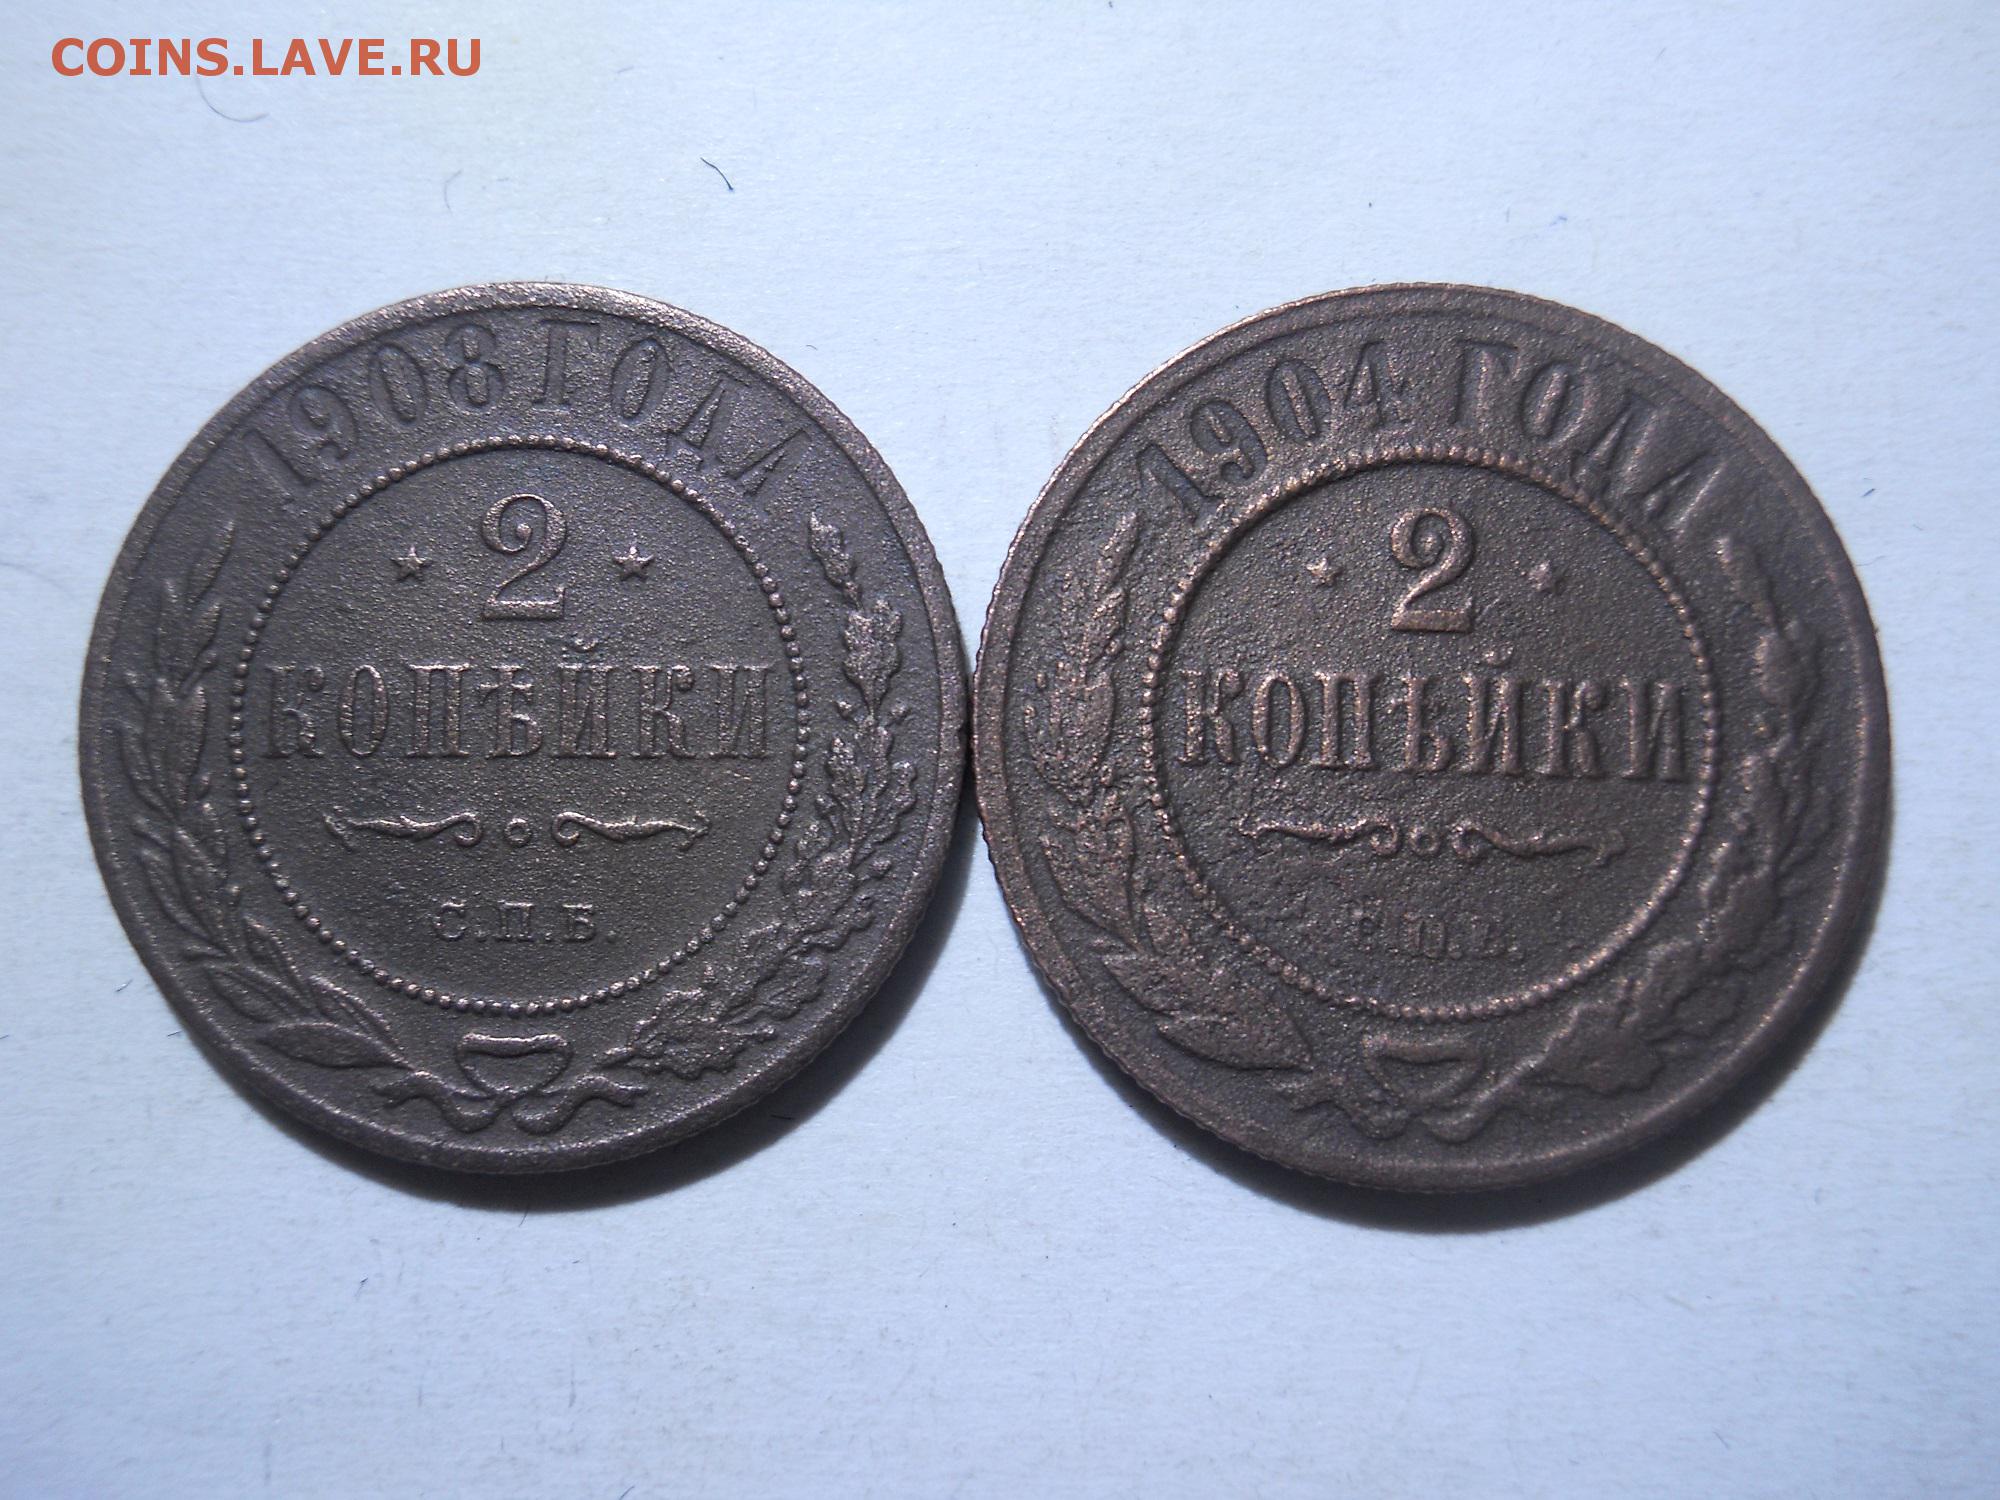 COINS.LAVE.RU
1908 ГОДА
2
КОПѢЙКИ
С.П.Б.
1904 ГОДА
2
КОПѢЙКИ